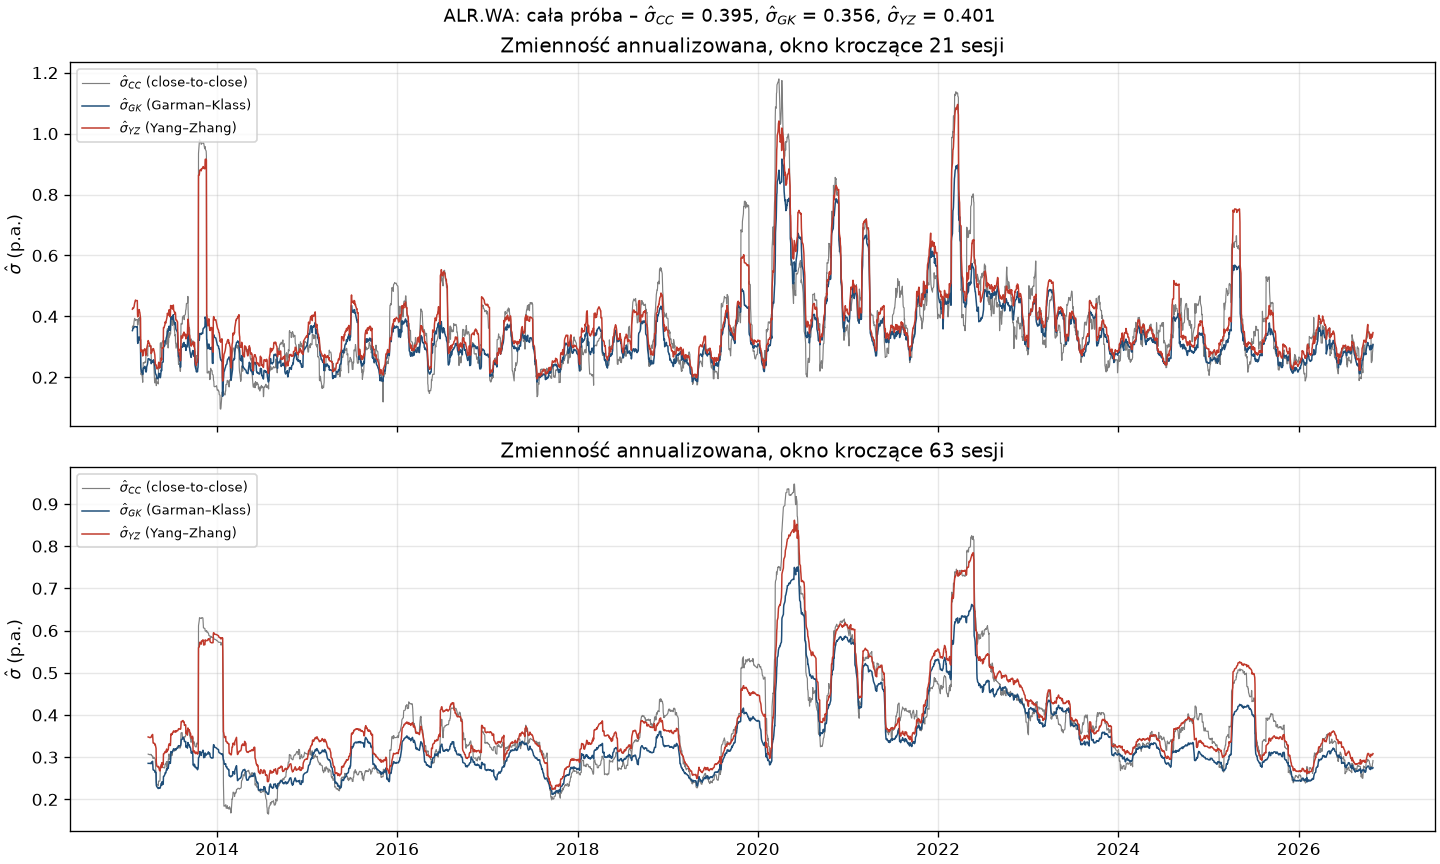 ALR.WA: cała próba – σ̂CC = 0.395, σ̂GK = 0.356, σ̂YZ = 0.401
Zmienność annualizowana, okno kroczące 21 sesji
σ̂CC (close-to-close)
σ̂GK (Garman–Klass)
σ̂YZ (Yang–Zhang)
σ̂ (p.a.)
1.2
1.0
0.8
0.6
0.4
0.2
Zmienność annualizowana, okno kroczące 63 sesji
σ̂CC (close-to-close)
σ̂GK (Garman–Klass)
σ̂YZ (Yang–Zhang)
σ̂ (p.a.)
0.9
0.8
0.7
0.6
0.5
0.4
0.3
0.2
2014 2016 2018 2020 2022 2024 2026